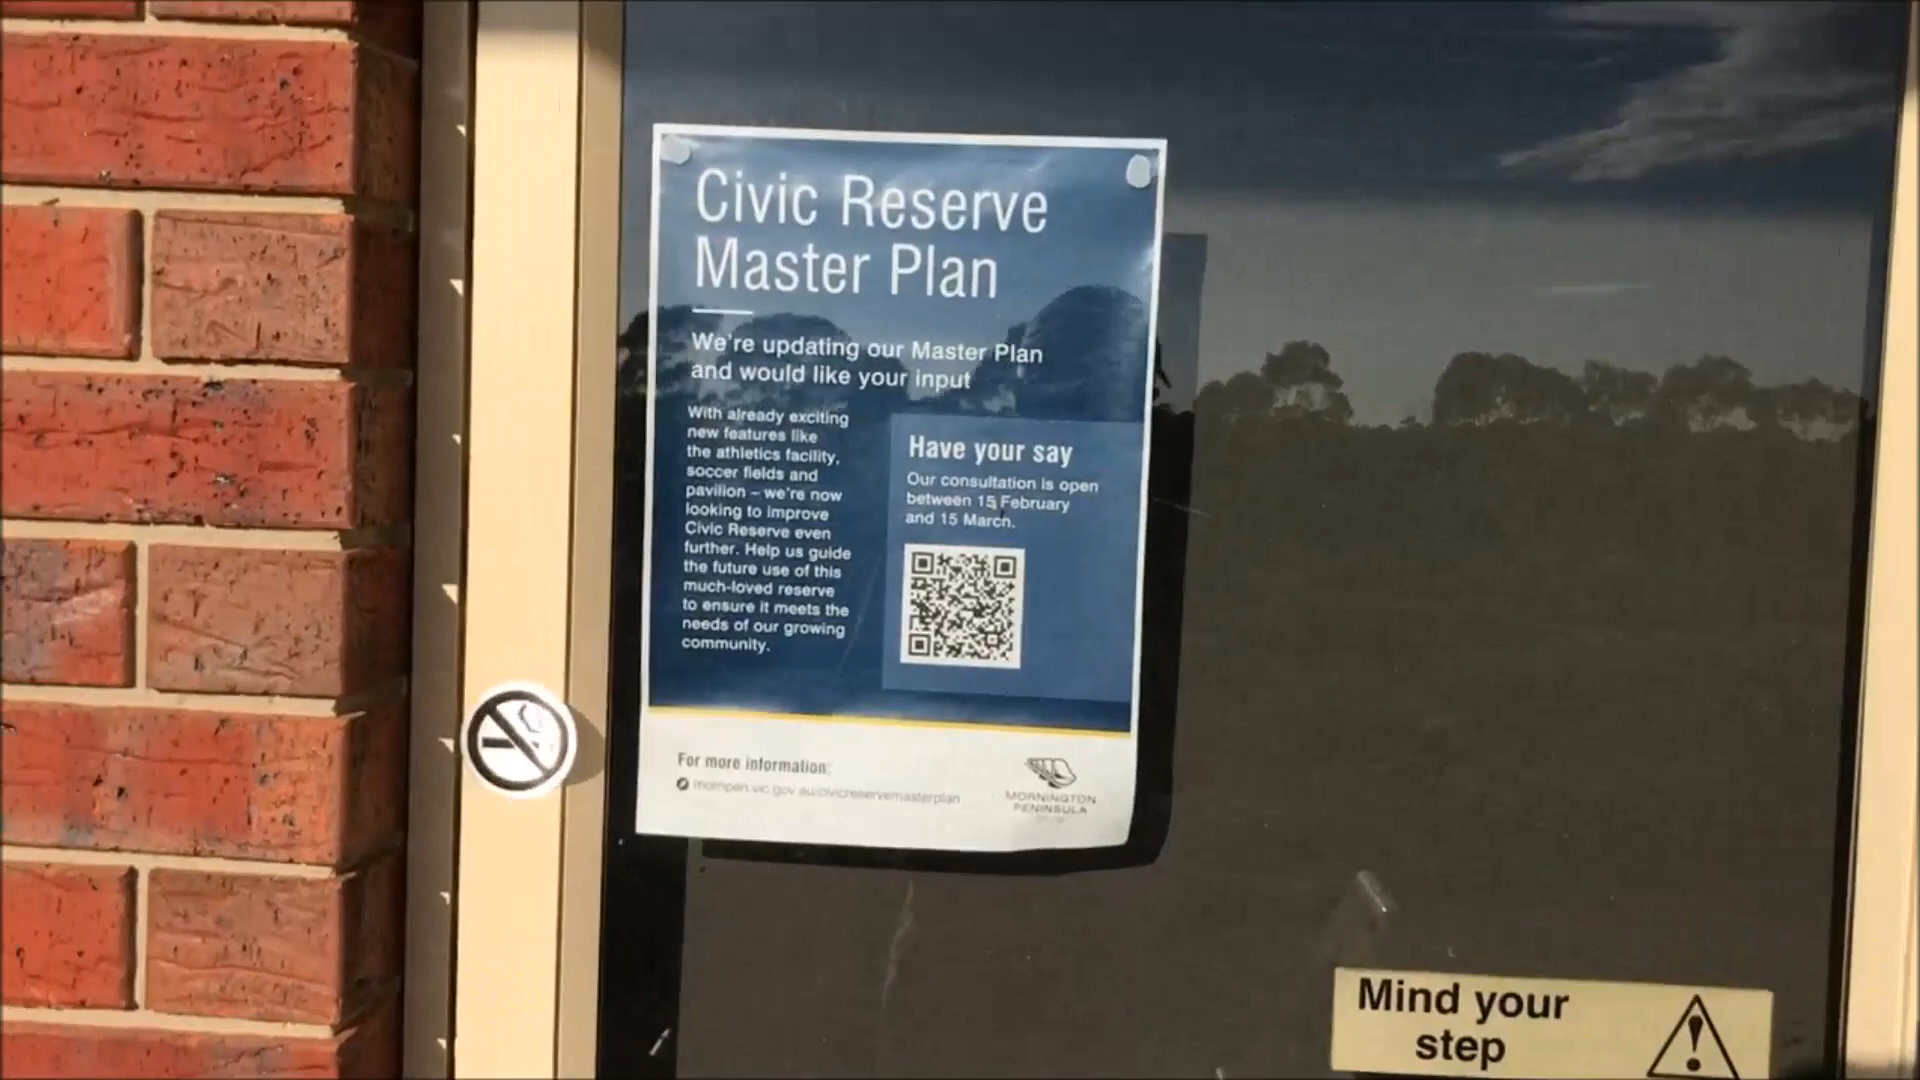 Civic Reserve
Master Plan
We're updating our Master Plan
and would like your input
With already exciting
new features like
the athletics facility,
soccer fields and
pavilion – we're now
looking to improve
Civic Reserve even
further. Help us guide
the future use of this
much-loved reserve
to ensure it meets the
needs of our growing
community.
Have your say
Our consultation is open
between 15 February
and 15 March.
For more information:
mornpen.vic.gov.au/civicreservemasterplan
MORNINGTON
PENINSULA
Mind your
step